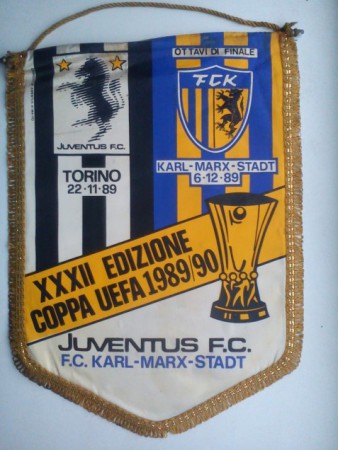 OTTAVI DI FINALE
FCK
JUVENTUS F.C.
TORINO
22-11-89
KARL-MARX-STADT
6-12-89
XXXII EDIZIONE
COPPA UEFA 1989/90
JUVENTUS F.C.
F.C. KARL-MARX-STADT